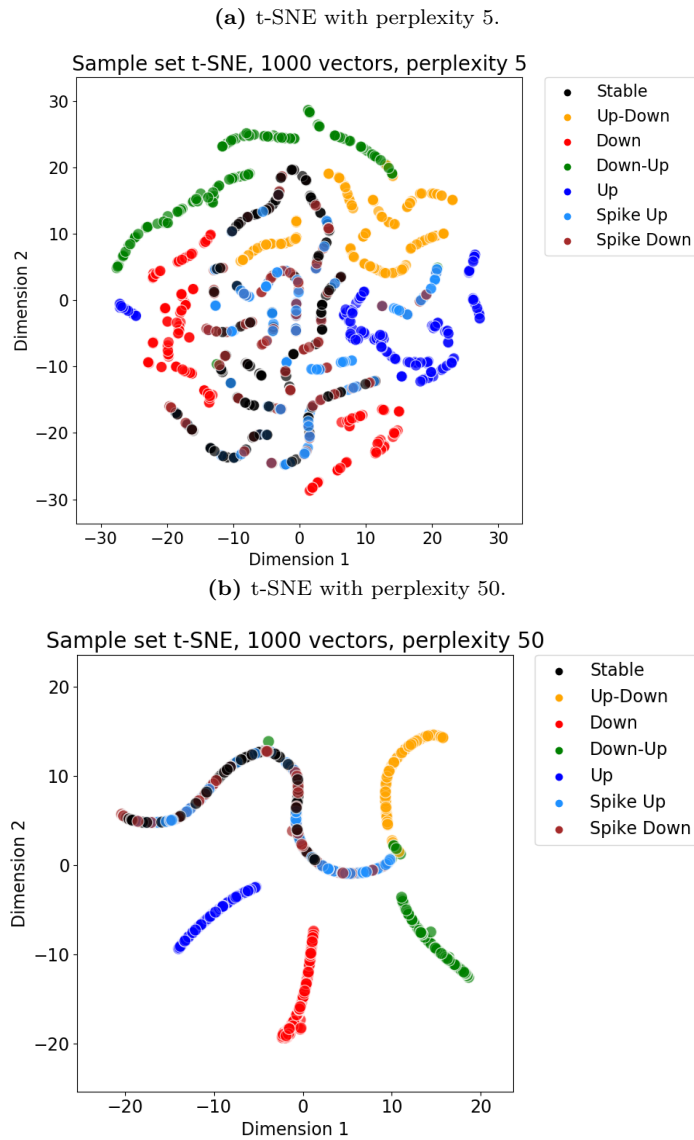 (a) t-SNE with perplexity 5.
Sample set t-SNE, 1000 vectors, perplexity 5
Stable
Up-Down
Down
Down-Up
Up
Spike Up
Spike Down
Dimension 2
30
20
10
0
−10
−20
−30
−30 −20 −10 0 10 20 30
Dimension 1
(b) t-SNE with perplexity 50.
Sample set t-SNE, 1000 vectors, perplexity 50
Stable
Up-Down
Down
Down-Up
Up
Spike Up
Spike Down
Dimension 2
20
10
0
−10
−20
−20 −10 0 10 20
Dimension 1